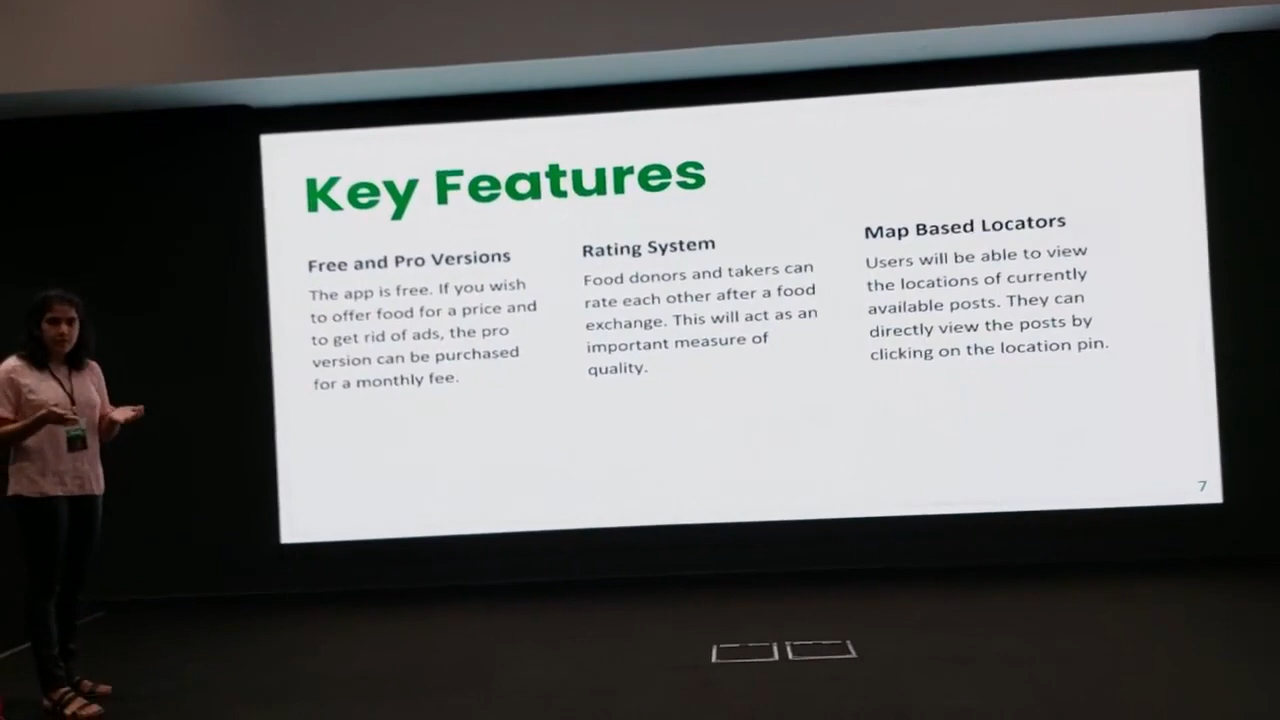 Key Features
Free and Pro Versions
The app is free. If you wish
to offer food for a price and
to get rid of ads, the pro
version can be purchased
for a monthly fee.
Rating System
Food donors and takers can
rate each other after a food
exchange. This will act as an
important measure of
quality.
Map Based Locators
Users will be able to view
the locations of currently
available posts. They can
directly view the posts by
clicking on the location pin.
7